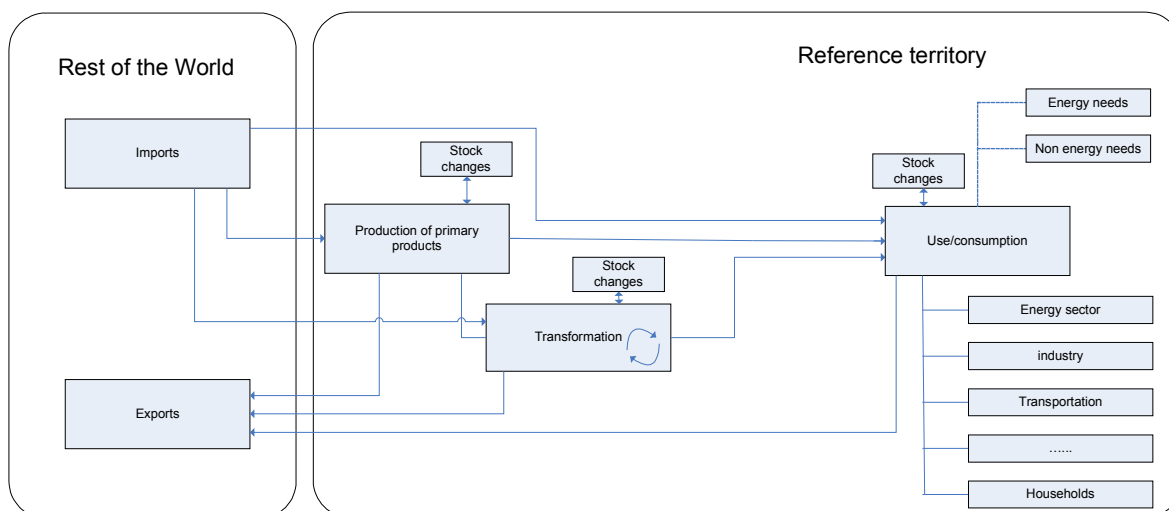 Rest of the World
Reference territory
Imports
Exports
Stock
changes
Production of primary
products
Stock
changes
Transformation
Stock
changes
Use/consumption
Energy needs
Non energy needs
Energy sector
industry
Transportation
……
Households